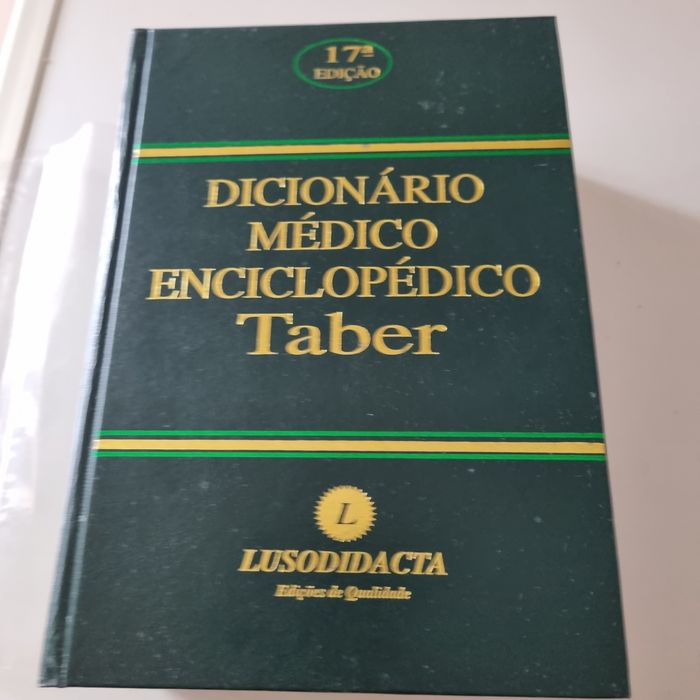 17ª
EDIÇÃO
DICIONÁRIO
MÉDICO
ENCICLOPÉDICO
Taber
L
LUSODIDACTA
Edições de Qualidade